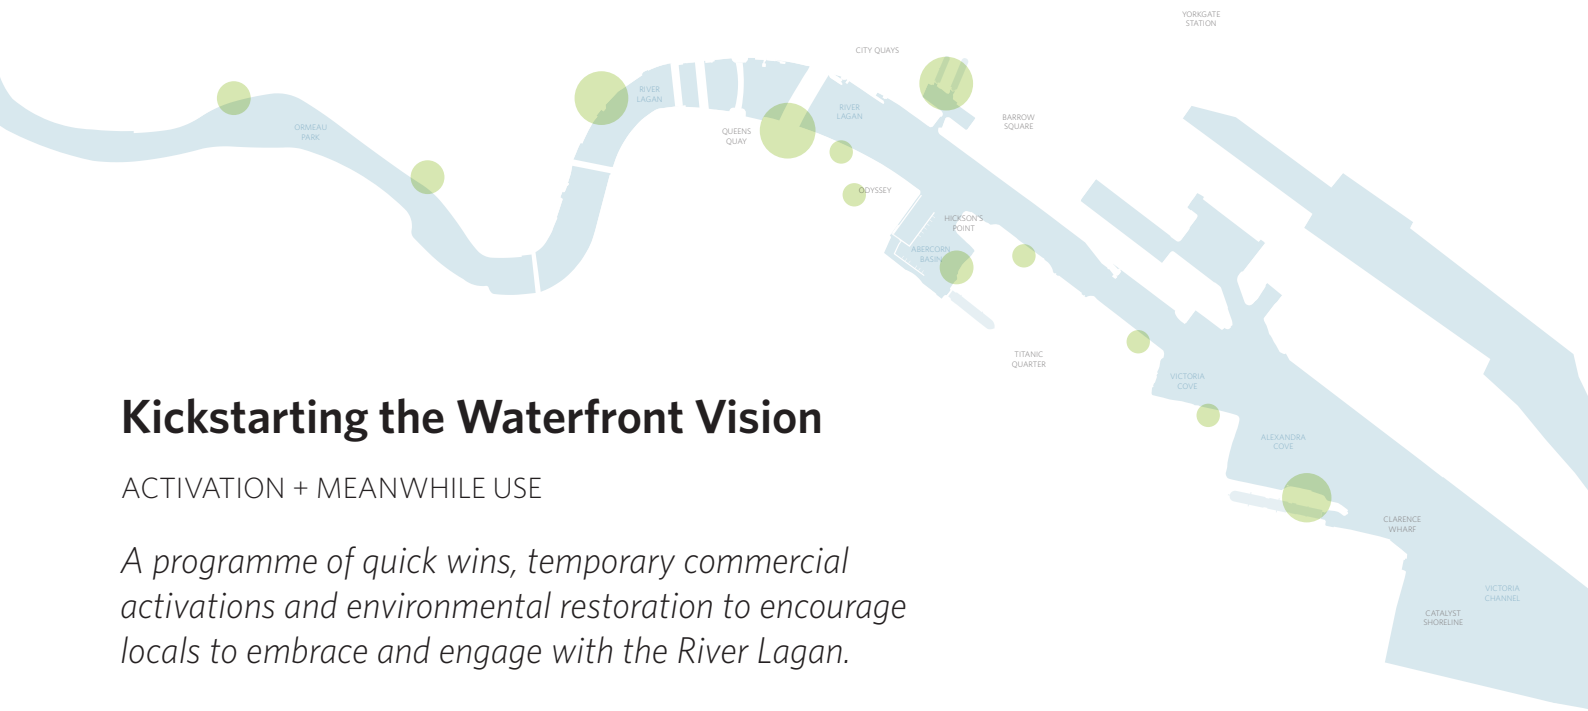 YORKGATE
STATION
CITY QUAYS
RIVER
LAGAN
RIVER
LAGAN
BARROW
SQUARE
ORMEAU
PARK
QUEENS
QUAY
ODYSSEY
HICKSON'S
POINT
ABERCORN
BASIN
TITANIC
QUARTER
VICTORIA
COVE
Kickstarting the Waterfront Vision
ALEXANDRA
COVE
ACTIVATION + MEANWHILE USE
CLARENCE
WHARF
A programme of quick wins, temporary commercial
activations and environmental restoration to encourage
locals to embrace and engage with the River Lagan.
VICTORIA
CHANNEL
CATALYST
SHORELINE